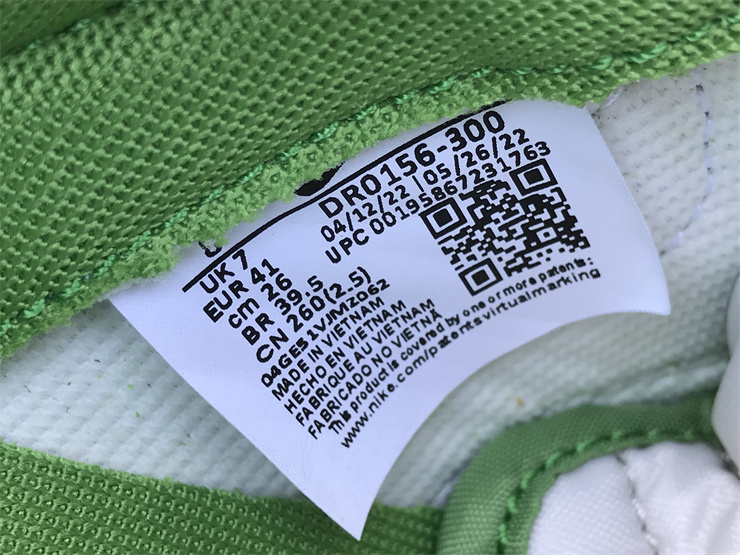 DR0156-300
04/12/22 | 05/26/22
UPC 00195867231763
UK 7
EUR 41
cm 26
BR 39.5
CN 260(2.5)
04GE51VJMZD62
MADE IN VIETNAM
HECHO EN VIETNAM
FABRIQUE AU VIETNAM
FABRICADO NO VIETNÃ
This product is covered by one or more patents:
www.nike.com/patentsvirtualmarking